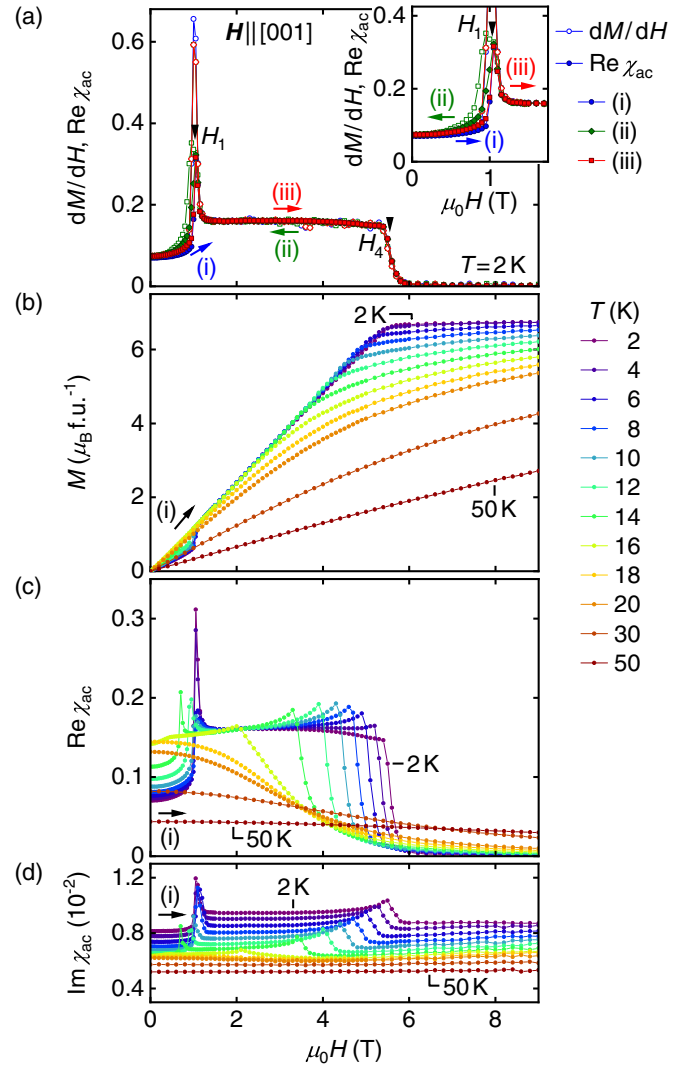 (a)
H || [001]
dM/dH
Re χac
(i)
(ii)
(iii)
dM/dH, Re χac
0.6
0.4
0.2
0
H1
(iii)
(ii)
(i)
H4
T = 2 K
dM/dH, Re χac
0.4
0.2
0
H1
(iii)
(ii)
(i)
0
1
μ0H (T)
(b)
M (μB f.u.-1)
6
4
2
0
2 K
(i)
50 K
T (K)
2
4
6
8
10
12
14
16
18
20
30
50
(c)
Re χac
0.3
0.2
0.1
0
2 K
(i)
50 K
(d)
Im χac (10-2)
1.2
0.8
0.4
(i)
2 K
50 K
0 2 4 6 8
μ0H (T)